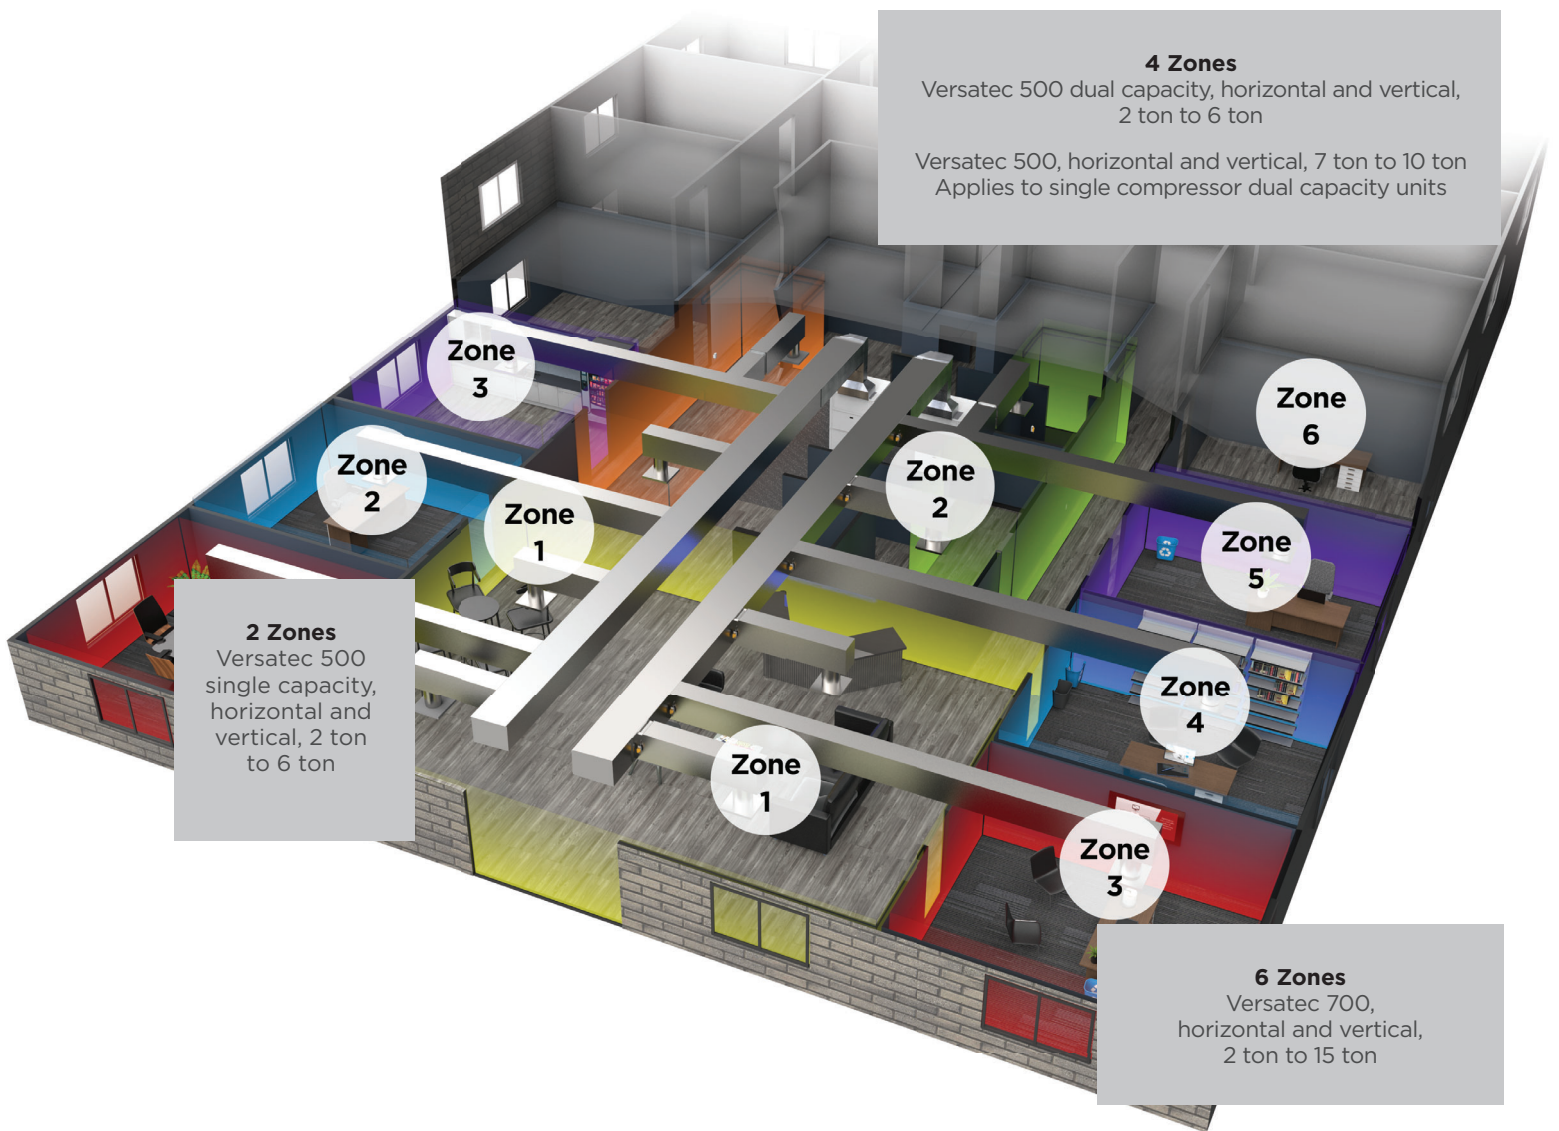 4 Zones
Versatec 500 dual capacity, horizontal and vertical,
2 ton to 6 ton
Versatec 500, horizontal and vertical, 7 ton to 10 ton
Applies to single compressor dual capacity units
Zone
3
Zone
6
Zone
2
Zone
2
Zone
1
Zone
5
2 Zones
Versatec 500
single capacity,
horizontal and
vertical, 2 ton
to 6 ton
Zone
4
Zone
1
Zone
3
6 Zones
Versatec 700,
horizontal and vertical,
2 ton to 15 ton